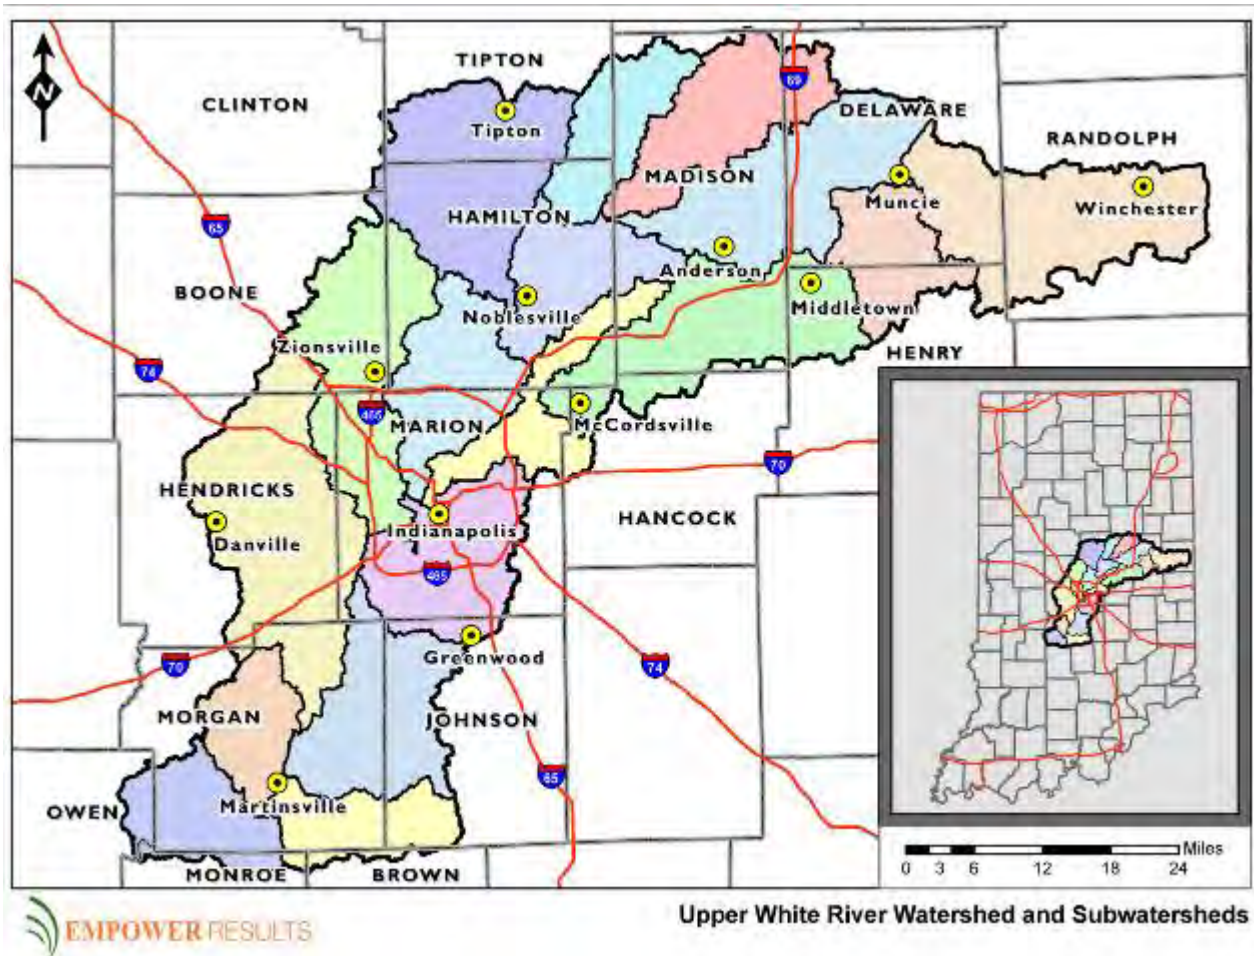 TIPTON
CLINTON
N
Tipton
69
DELAWARE
RANDOLPH
MADISON
Muncie
Winchester
HAMILTON
65
Anderson
BOONE
Noblesville
Middletown
Zionsville
HENRY
74
465
MARION
McCordsville
70
HENDRICKS
HANCOCK
Danville
Indianapolis
465
Greenwood
70
74
MORGAN
JOHNSON
65
Martinsville
OWEN
MONROE
BROWN
Miles
0 3 6 12 18 24
EMPOWER RESULTS
Upper White River Watershed and Subwatersheds